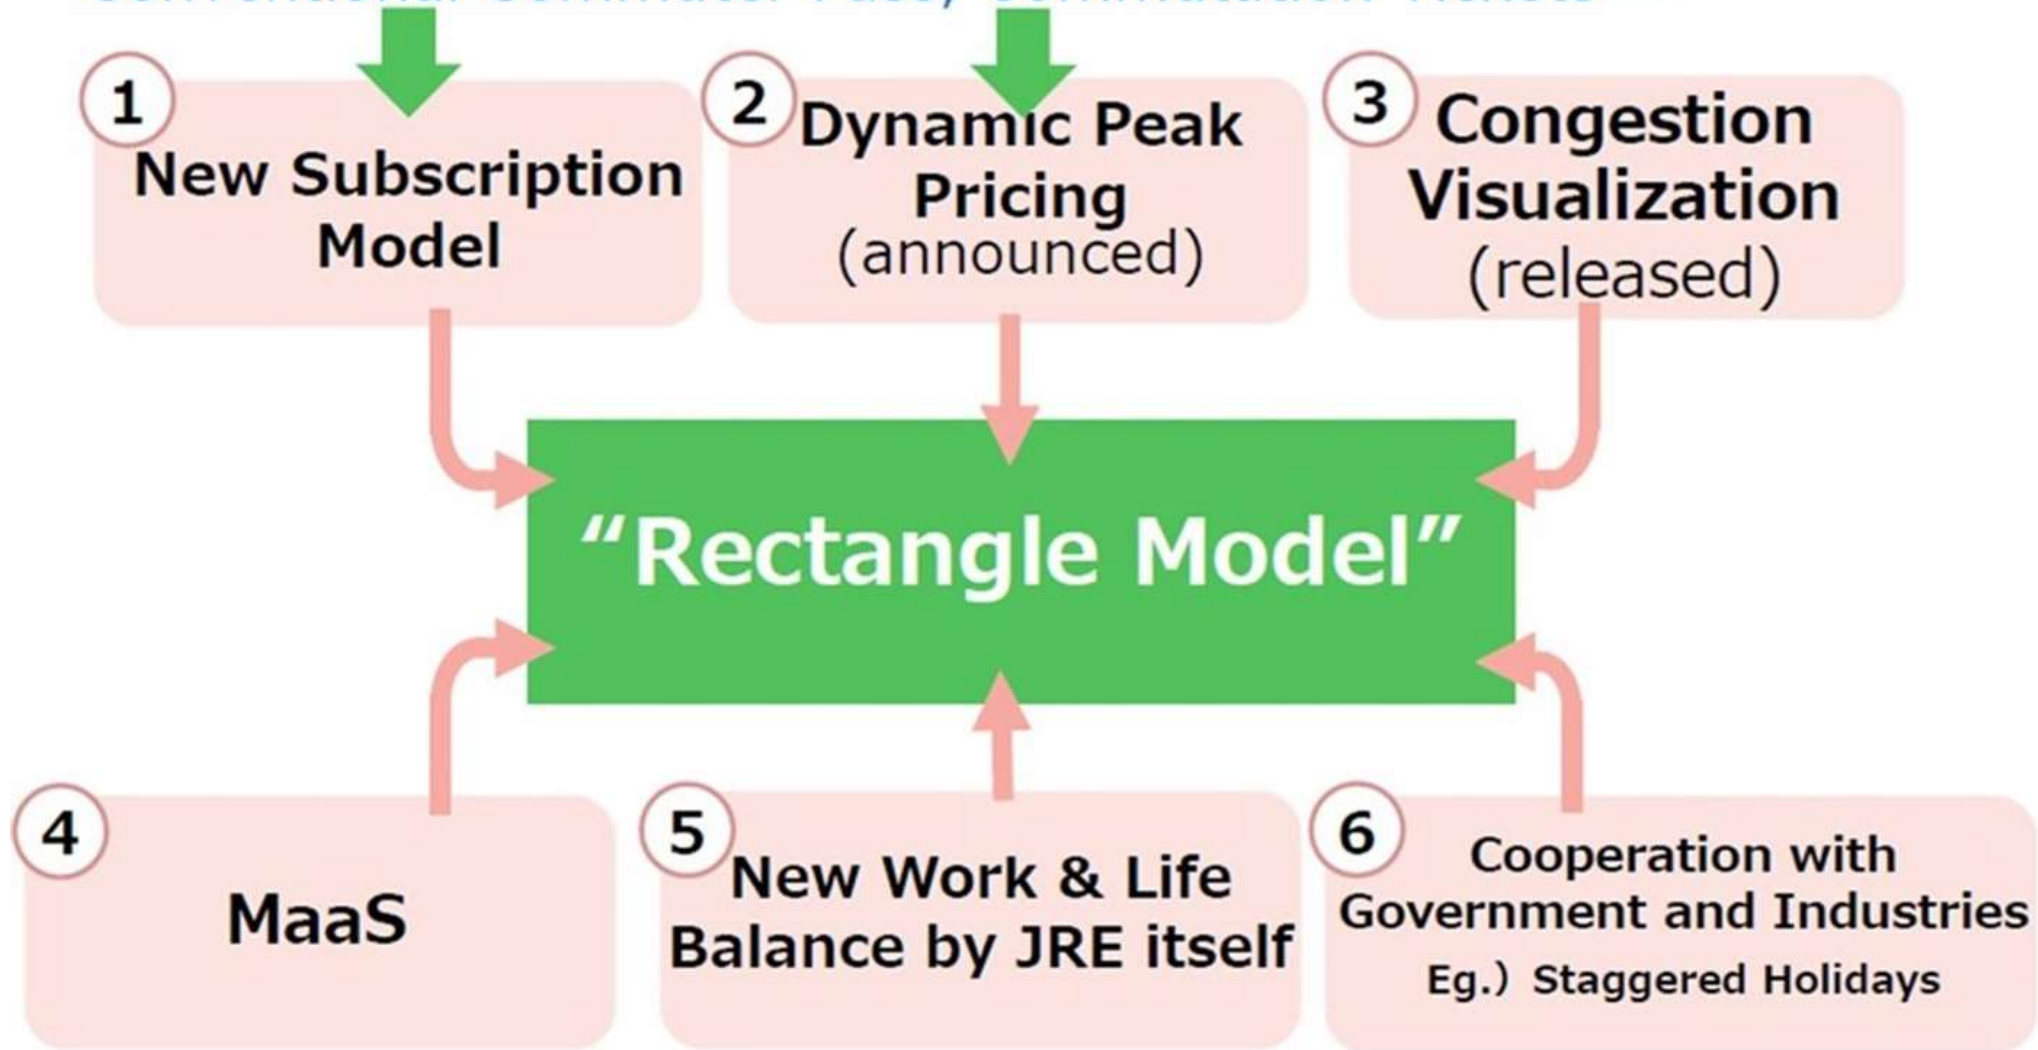 1
New Subscription
Model
2
Dynamic Peak
Pricing
(announced)
3
Congestion
Visualization
(released)
“Rectangle Model”
4
MaaS
5
New Work & Life
Balance by JRE itself
6
Cooperation with
Government and Industries
Eg.) Staggered Holidays